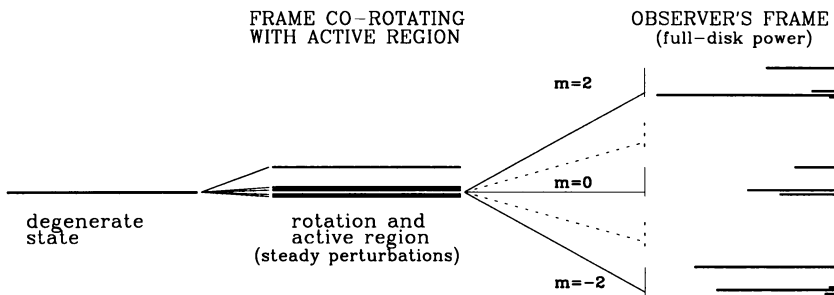 FRAME CO-ROTATING
WITH ACTIVE REGION
OBSERVER'S FRAME
(full-disk power)
m=2
m=0
m=-2
degenerate
state
rotation and
active region
(steady perturbations)